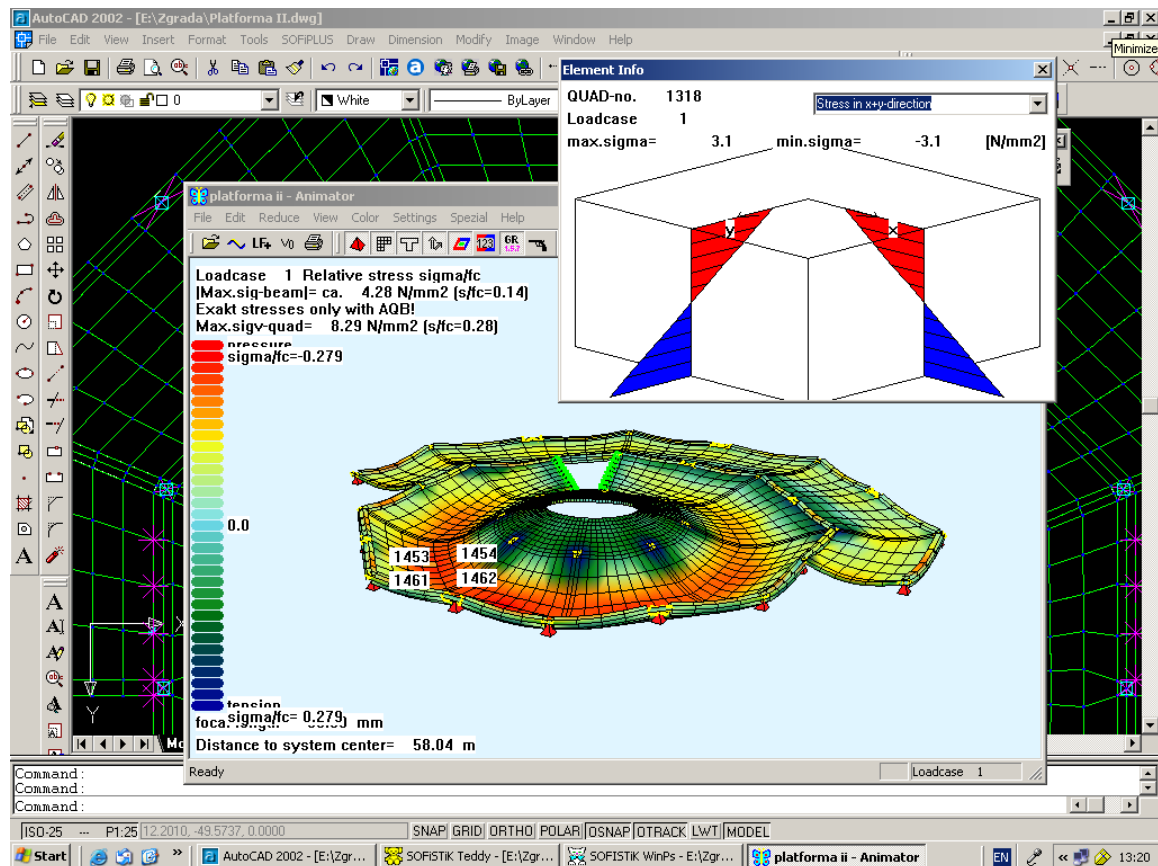 AutoCAD 2002 - [E:\Zgrada\Platforma II.dwg]
File Edit View Insert Format Tools SOFiPLUS Draw Dimension Modify Image Window Help
Minimize
0
White
ByLayer
Element Info
QUAD-no. 1318
Stress in x+y-direction
Loadcase 1
max.sigma= 3.1 min.sigma= -3.1 [N/mm2]
y x
platforma ii - Animator
File Edit Reduce View Color Settings Spezial Help
LF+ V0 123 GR
Loadcase 1 Relative stress sigma/fc
|Max.sig-beam|= ca. 4.28 N/mm2 (s/fc=0.14)
Exakt stresses only with AQB!
Max.sigv-quad= 8.29 N/mm2 (s/fc=0.28)
pressure
sigma/fc=-0.279
0.0
1453 1454
1461 1462
tension
sigma/fc= 0.279
mm
Distance to system center= 58.04 m
Ready
Loadcase 1
X
Y
Command:
Command:
Command:
ISO-25 --- P1:25 12.2010, -49.5737, 0.0000 SNAP GRID ORTHO POLAR OSNAP OTRACK LWT MODEL
Start » AutoCAD 2002 - [E:\Zgr... SOFiSTiK Teddy - [E:\Zg... SOFISTIK WinPs - E:\Zgr... platforma ii - Animator EN « 13:20